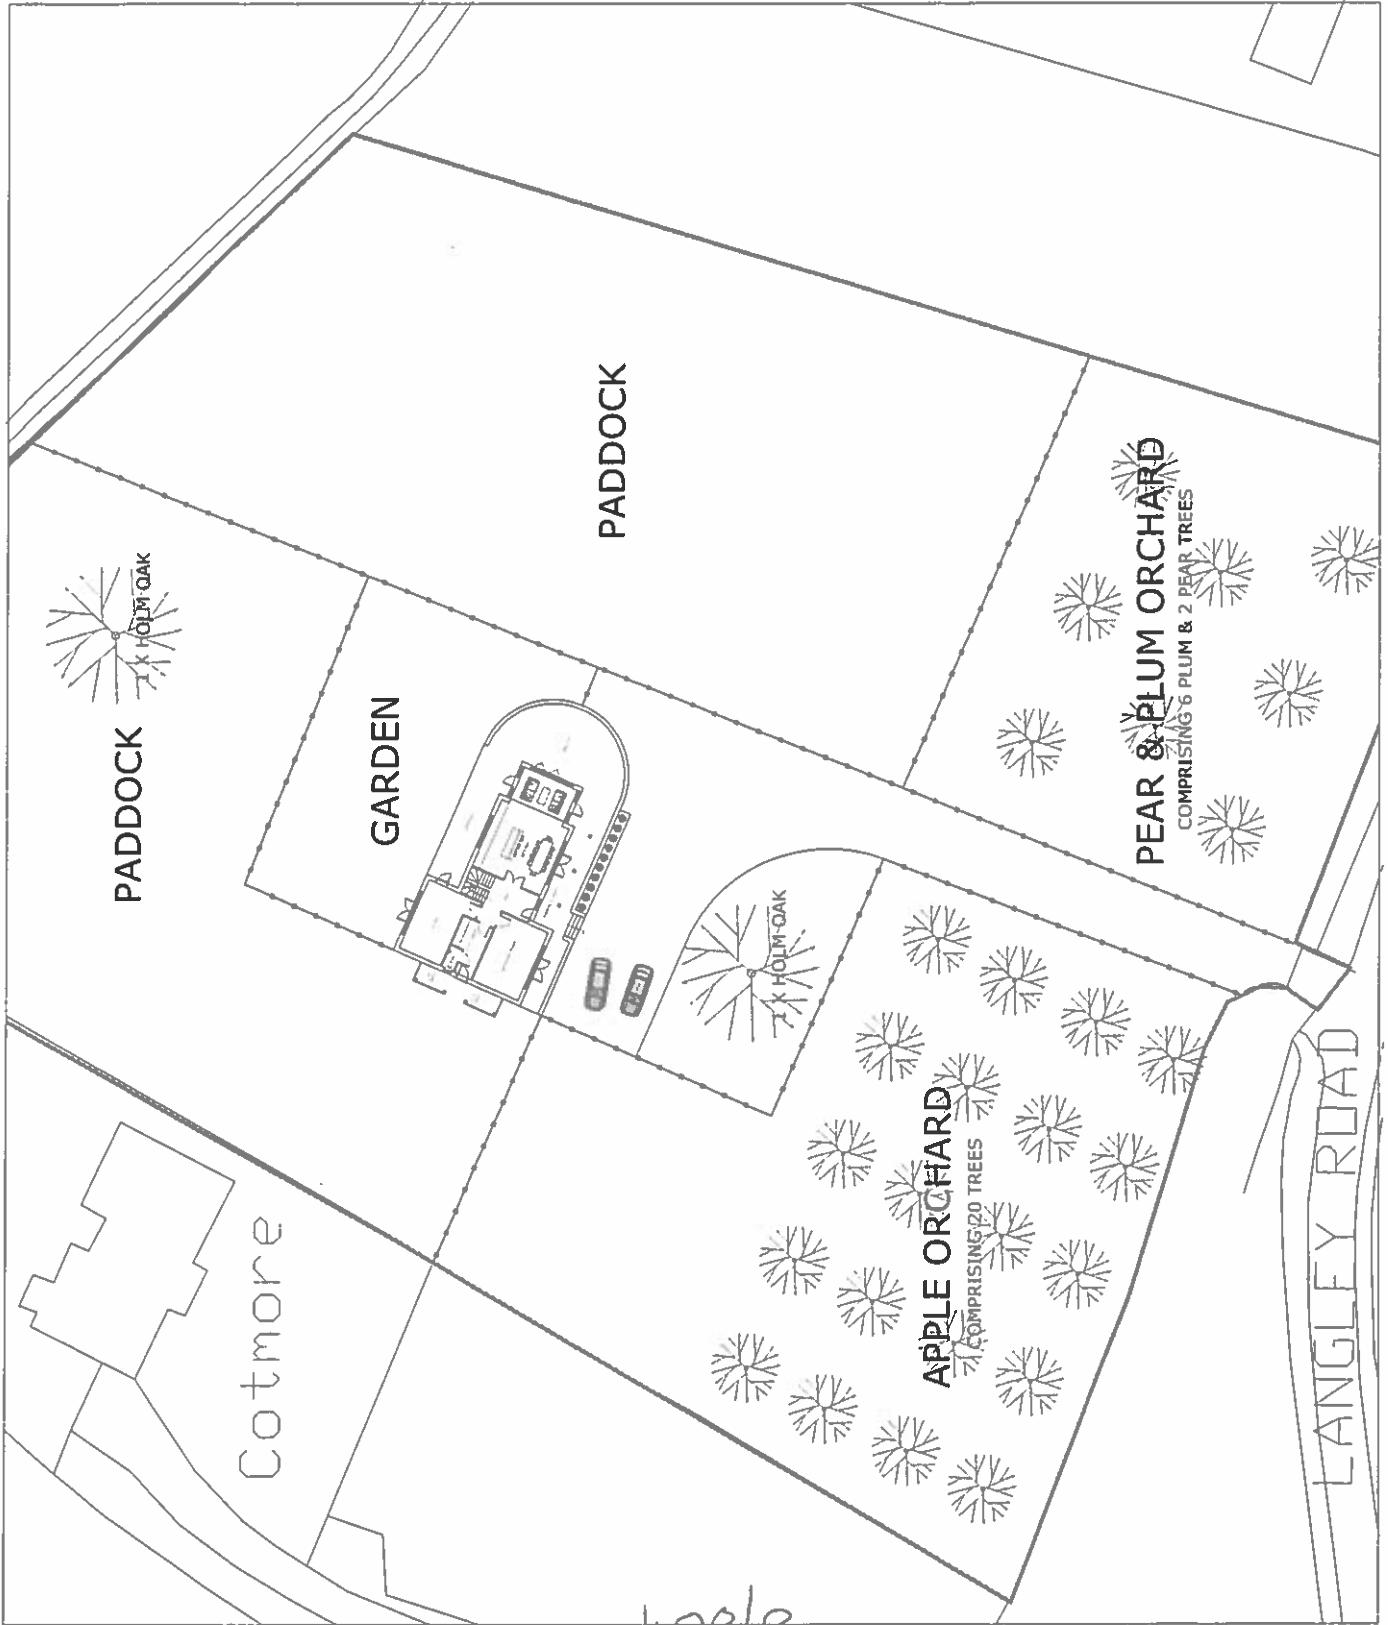 PADDOCK
1 X HOLM OAK
GARDEN
PADDOCK
PEAR & PLUM ORCHARD
COMPRISING 6 PLUM & 2 PEAR TREES
1 X HOLM OAK
APPLE ORCHARD
COMPRISING 20 TREES
Cotmore
LANGLEY ROAD